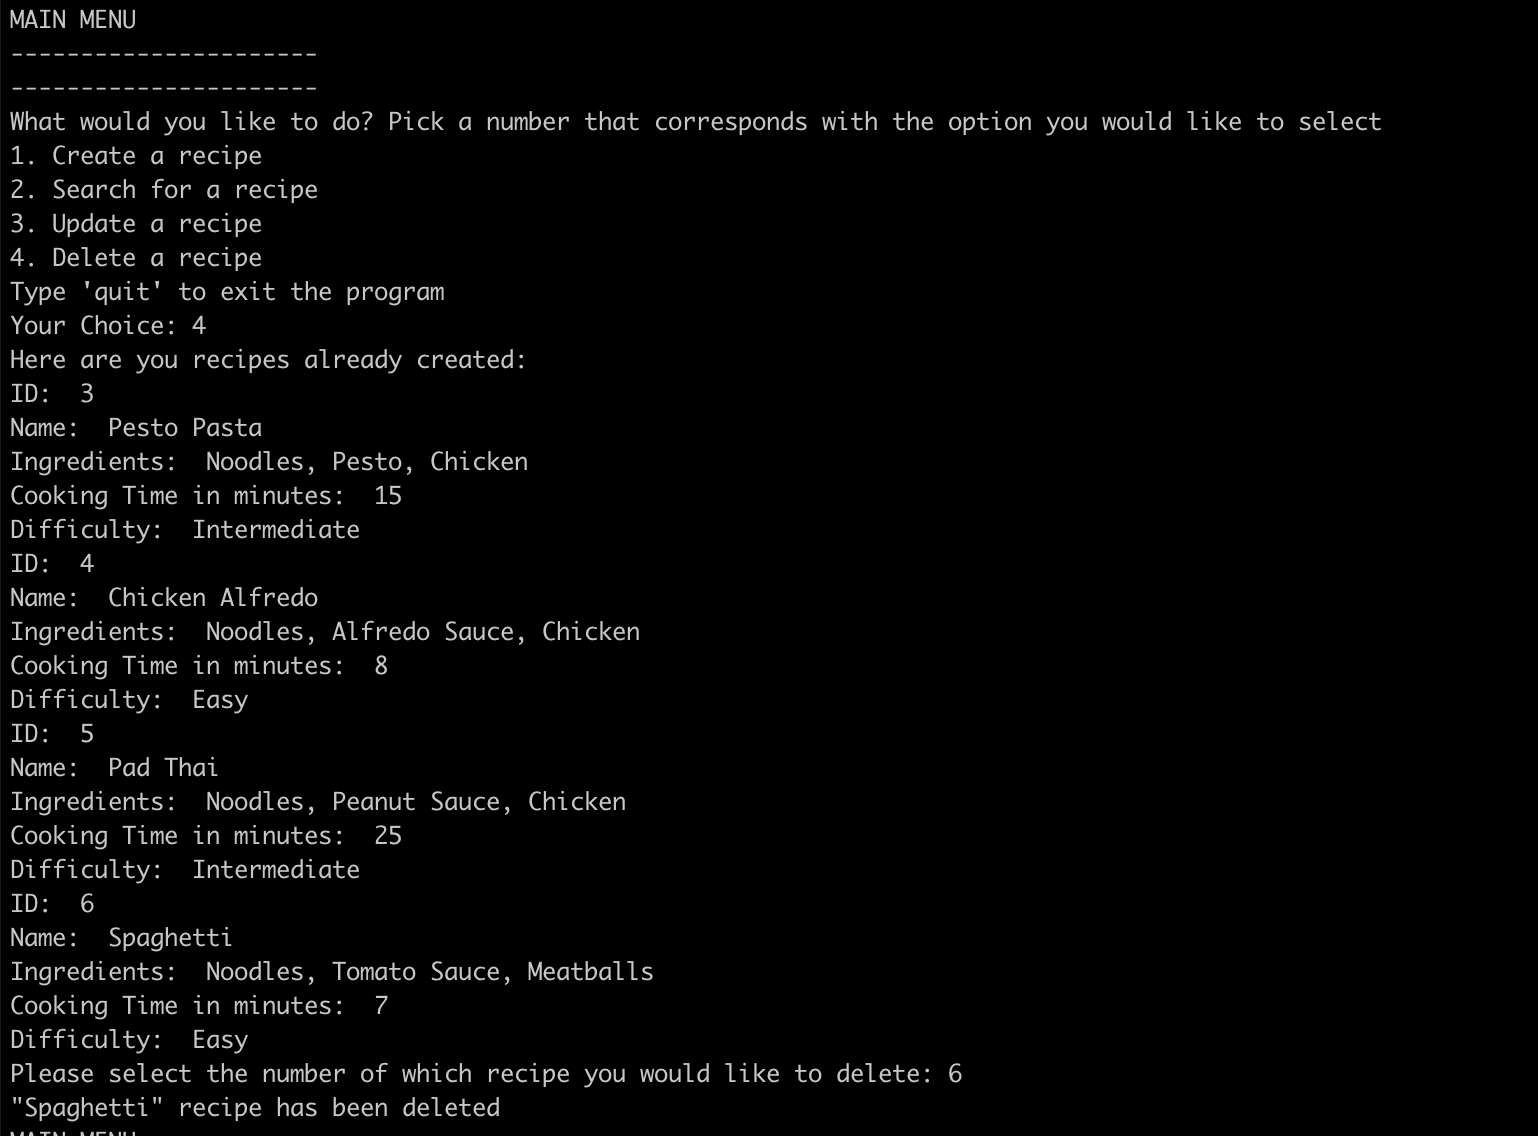 MAIN MENU
----------------------
----------------------
What would you like to do? Pick a number that corresponds with the option you would like to select
1. Create a recipe
2. Search for a recipe
3. Update a recipe
4. Delete a recipe
Type 'quit' to exit the program
Your Choice: 4
Here are you recipes already created:
ID:  3
Name:  Pesto Pasta
Ingredients:  Noodles, Pesto, Chicken
Cooking Time in minutes:  15
Difficulty:  Intermediate
ID:  4
Name:  Chicken Alfredo
Ingredients:  Noodles, Alfredo Sauce, Chicken
Cooking Time in minutes:  8
Difficulty:  Easy
ID:  5
Name:  Pad Thai
Ingredients:  Noodles, Peanut Sauce, Chicken
Cooking Time in minutes:  25
Difficulty:  Intermediate
ID:  6
Name:  Spaghetti
Ingredients:  Noodles, Tomato Sauce, Meatballs
Cooking Time in minutes:  7
Difficulty:  Easy
Please select the number of which recipe you would like to delete: 6
"Spaghetti" recipe has been deleted
MAIN MENU